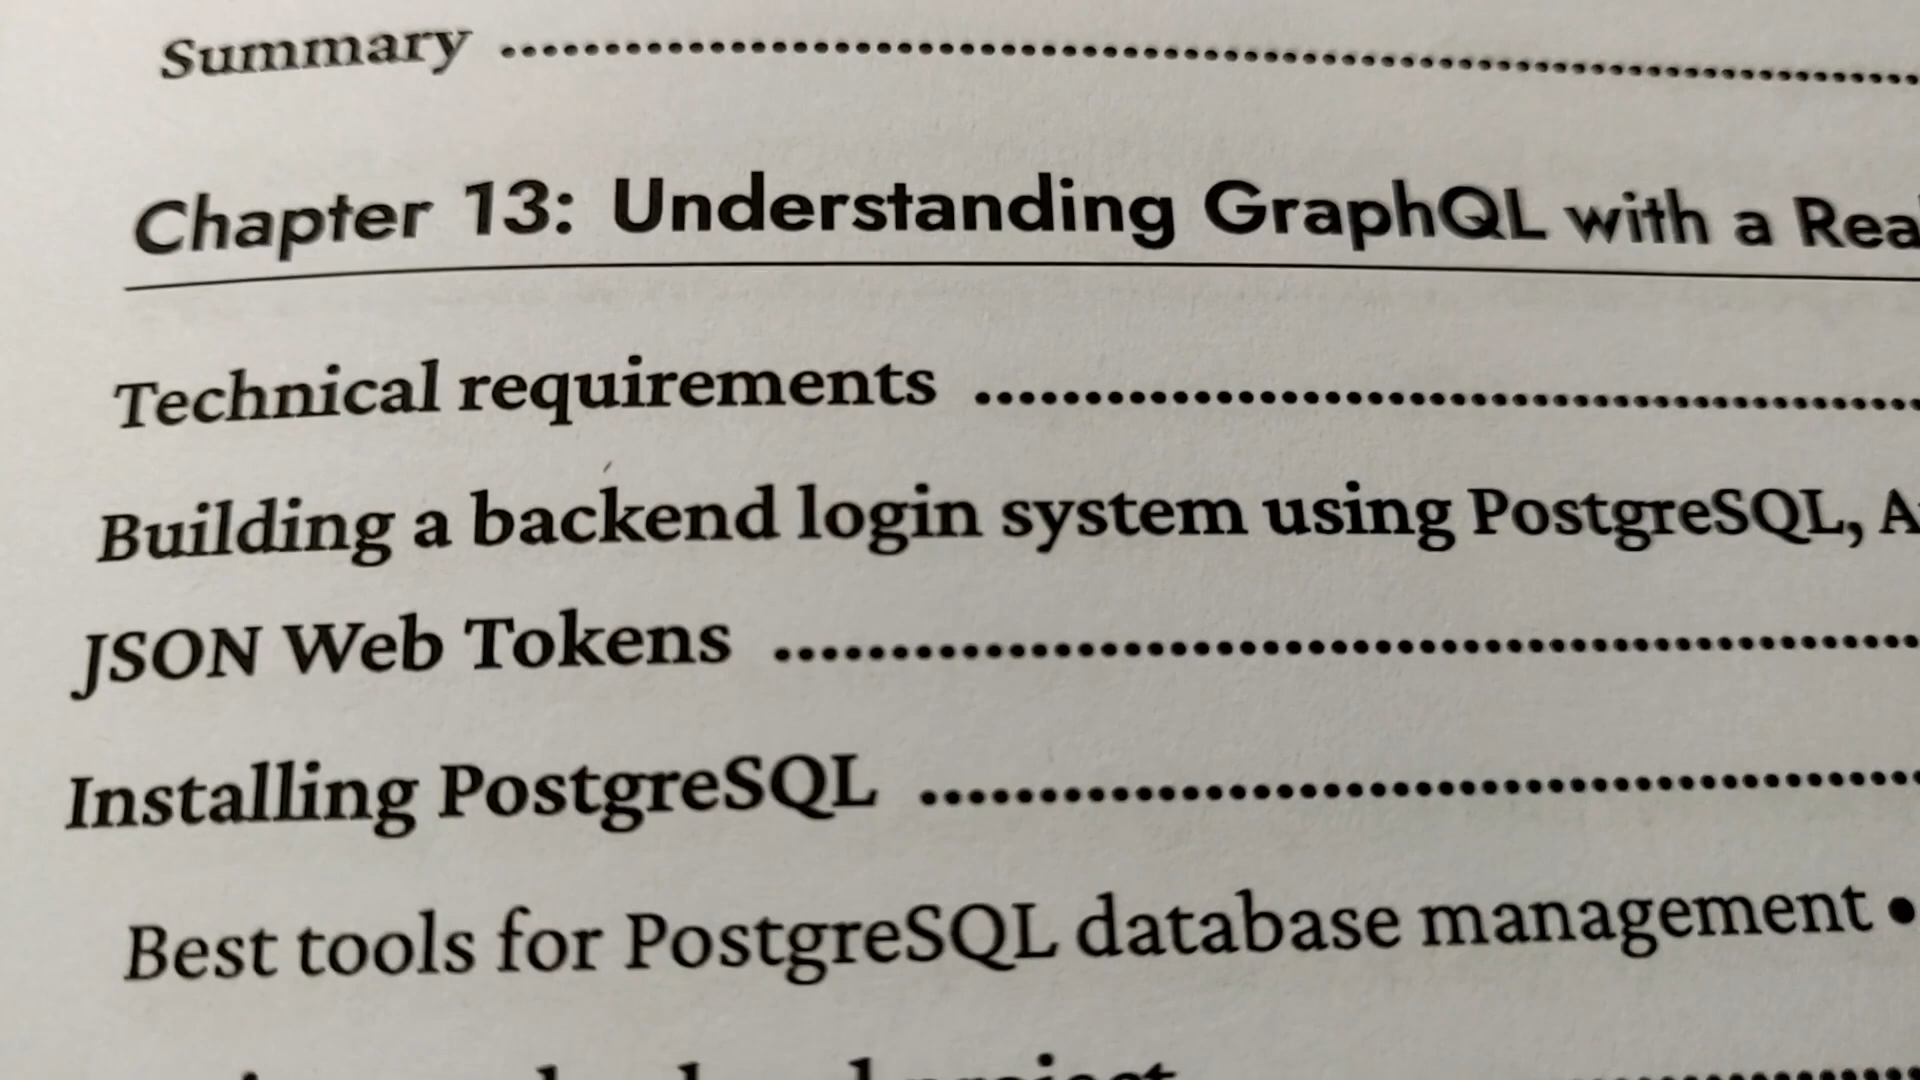 Summary
Chapter 13: Understanding GraphQL with a
Technical requirements
Building a backend login system using PostgreSQL,
JSON Web Tokens
Installing PostgreSQL
Best tools for PostgreSQL database management •
project